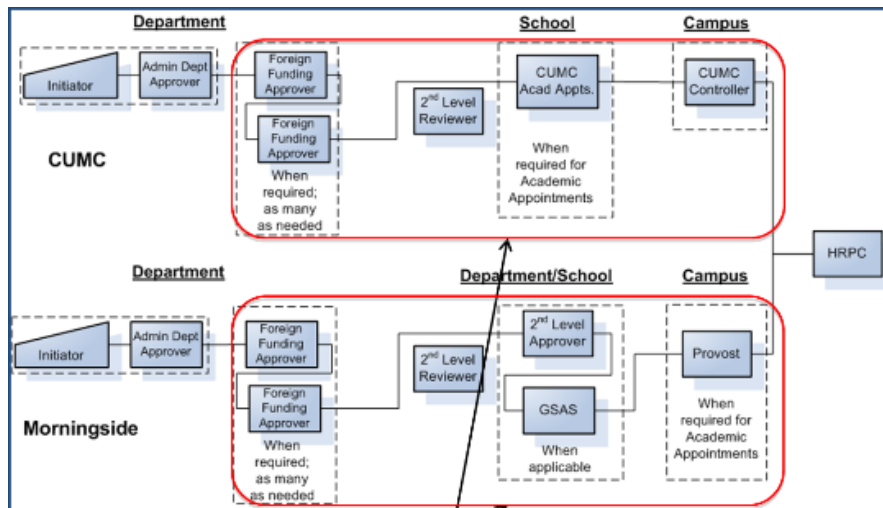 Department
School
Campus
Initiator
Admin Dept
Approver
Foreign
Funding
Approver
Foreign
Funding
Approver
When
required;
as many
as needed
2nd Level
Reviewer
CUMC
Acad Appts.
When
required for
Academic
Appointments
CUMC
Controller
CUMC
HRPC
Department
Department/School
Campus
Initiator
Admin Dept
Approver
Foreign
Funding
Approver
Foreign
Funding
Approver
When
required;
as many
as needed
2nd Level
Reviewer
2nd Level
Approver
GSAS
When
applicable
Provost
When
required for
Academic
Appointments
Morningside